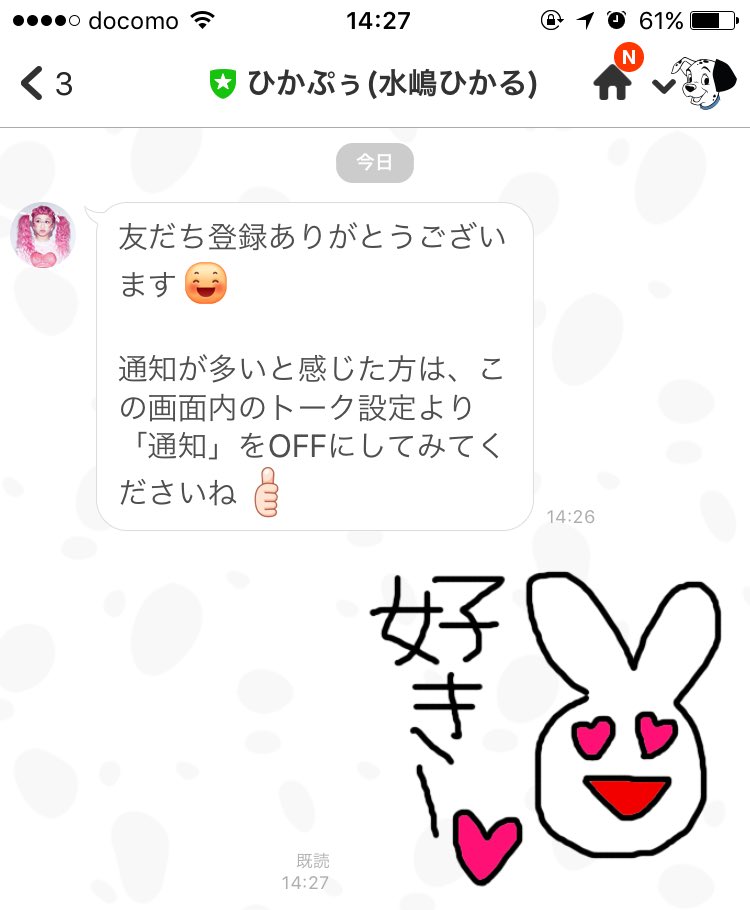 docomo 14:27 61%
3 ひかぷぅ(水嶋ひかる) N
今日
友だち登録ありがとうござい
ます
通知が多いと感じた方は、こ
の画面内のトーク設定より
「通知」をOFFにしてみてく
ださいね
14:26
好きー
既読
14:27